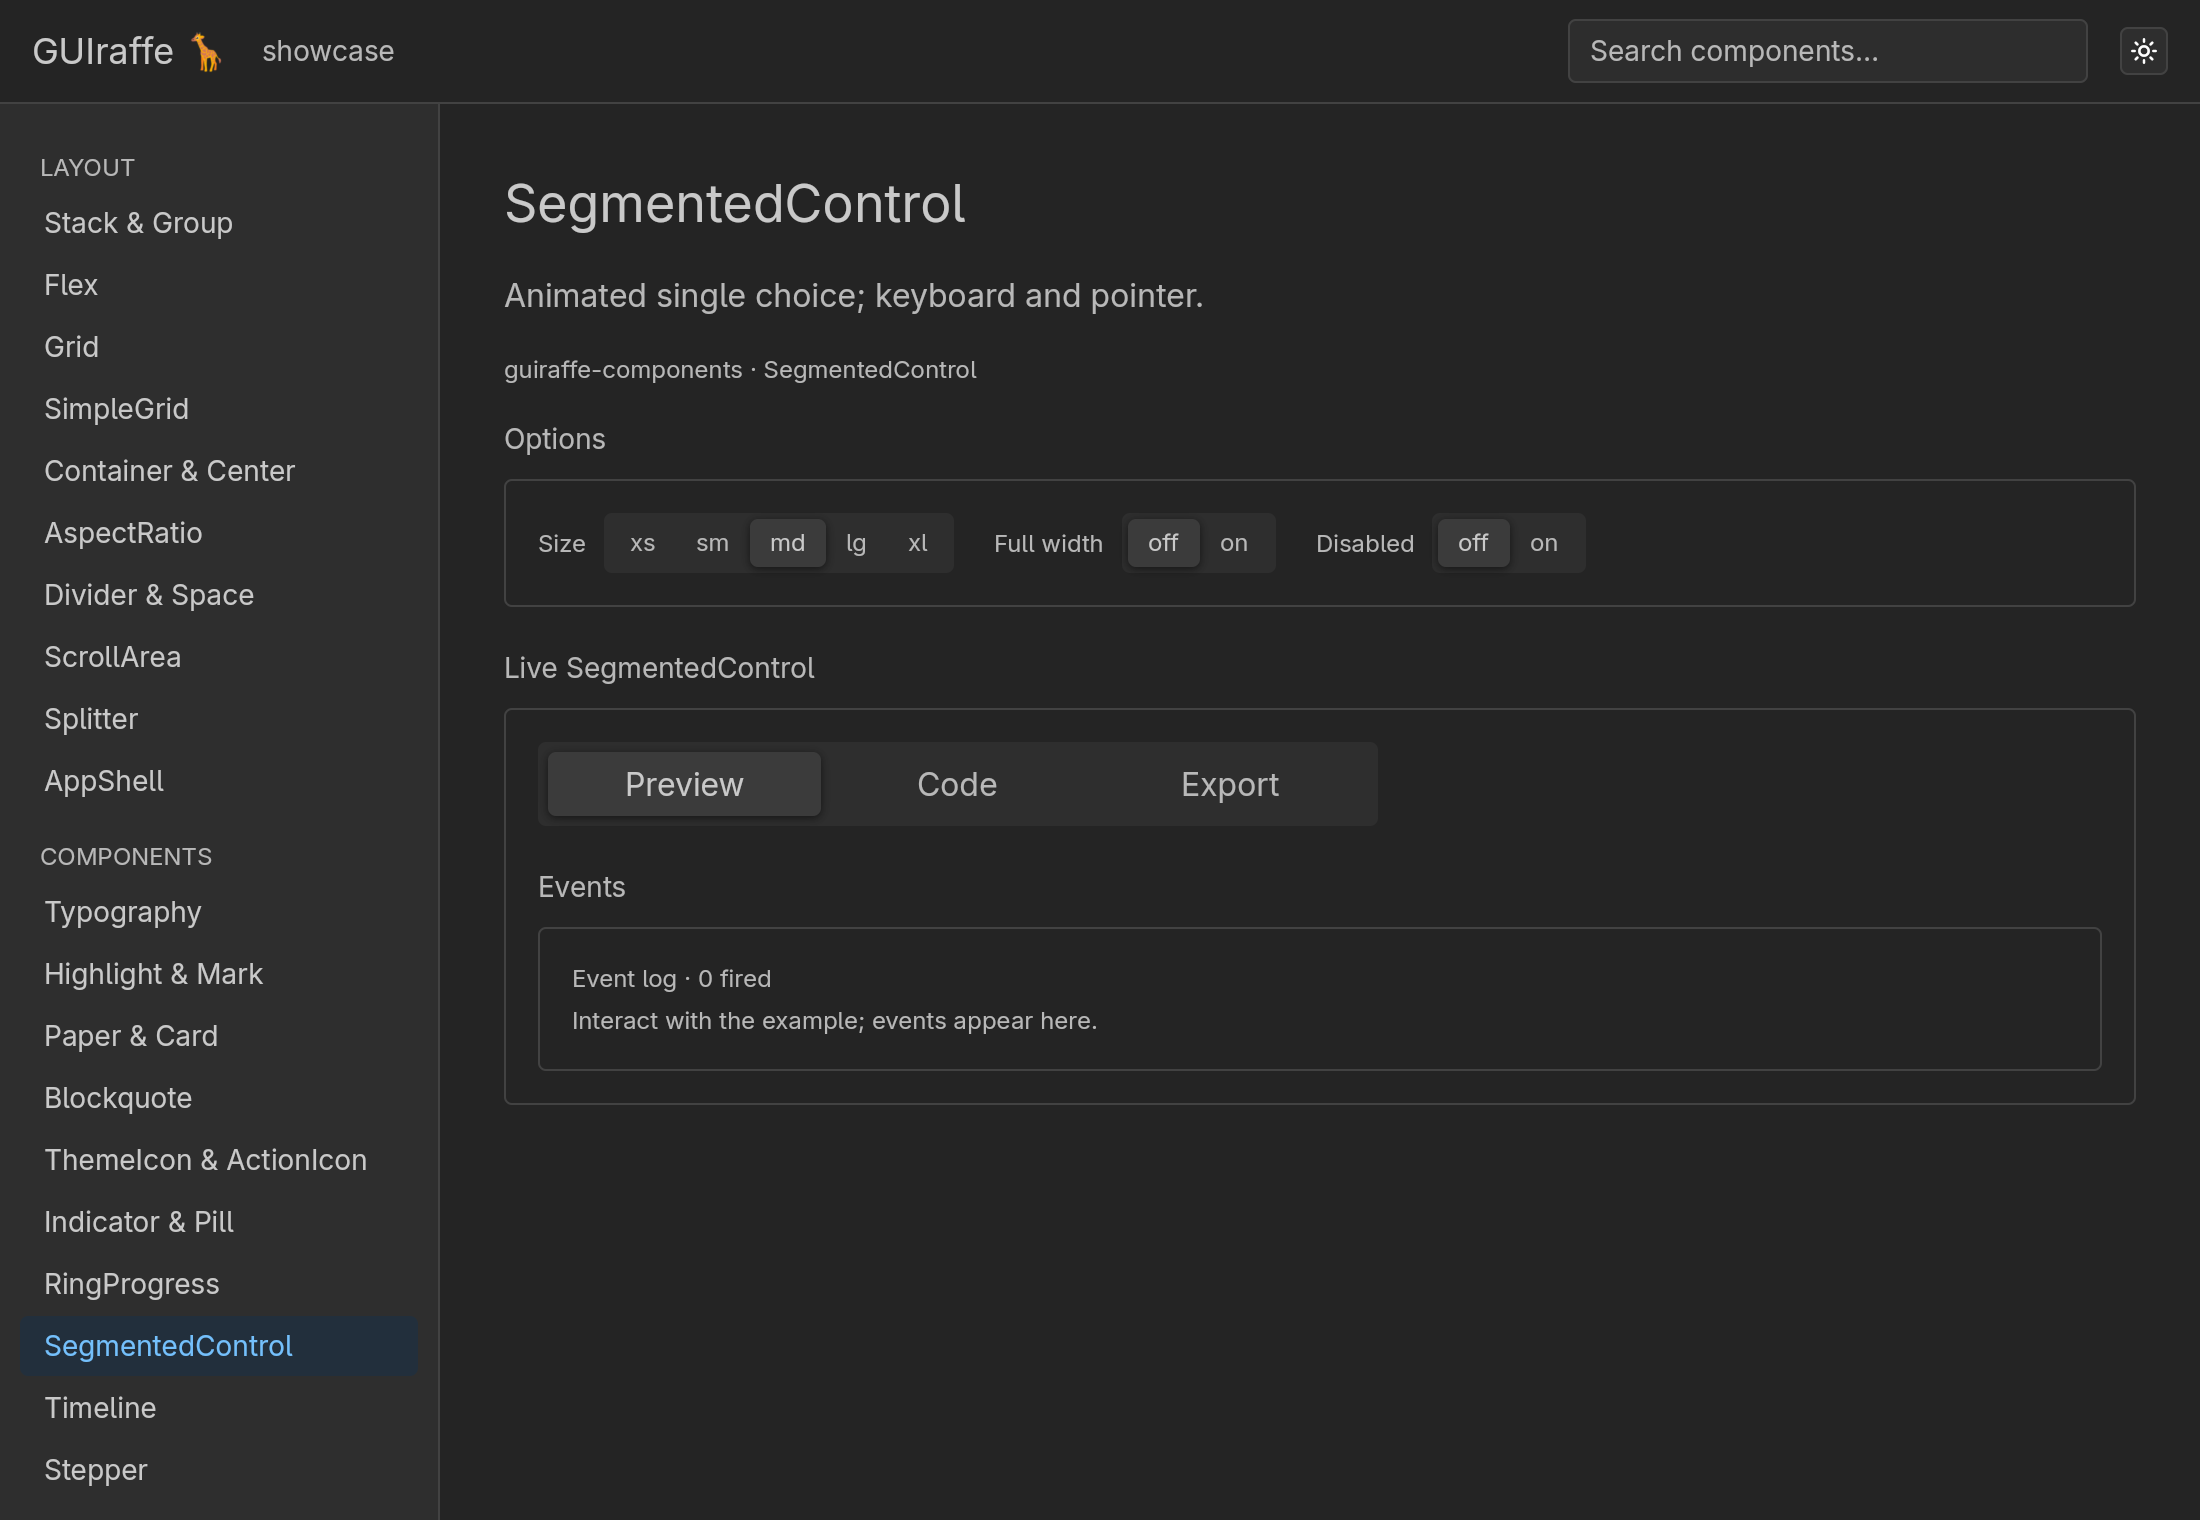 GUIraffe 🦒 showcase
Search components...
LAYOUT
Stack & Group
Flex
Grid
SimpleGrid
Container & Center
AspectRatio
Divider & Space
ScrollArea
Splitter
AppShell
COMPONENTS
Typography
Highlight & Mark
Paper & Card
Blockquote
ThemeIcon & ActionIcon
Indicator & Pill
RingProgress
SegmentedControl
Timeline
Stepper
SegmentedControl
Animated single choice; keyboard and pointer.
guiraffe-components · SegmentedControl
Options
Size xs sm md lg xl Full width off on Disabled off on
Live SegmentedControl
Preview Code Export
Events
Event log · 0 fired
Interact with the example; events appear here.